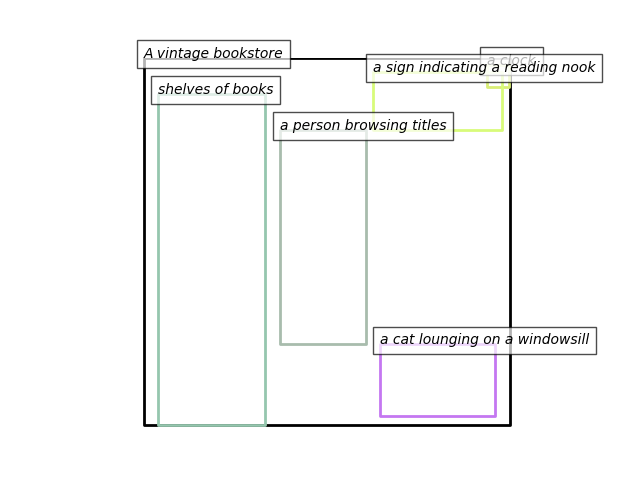 A vintage bookstore
a clock
a sign indicating a reading nook
shelves of books
a person browsing titles
a cat lounging on a windowsill